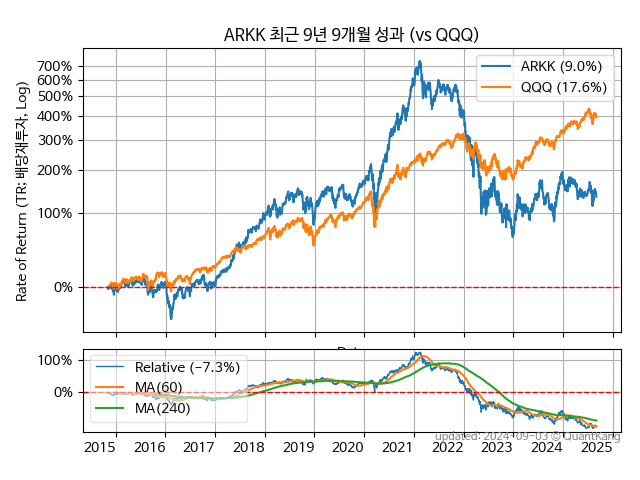 ARKK 최근 9년 9개월 성과 (vs QQQ)
Rate of Return (TR: 배당재투자, Log)
700%
600%
500%
400%
300%
200%
100%
0%
ARKK (9.0%)
QQQ (17.6%)
100%
0%
Relative (−7.3%)
MA(60)
MA(240)
2015 2016 2017 2018 2019 2020 2021 2022 2023 2024 2025
updated: 2024-09-03 © QuantKang